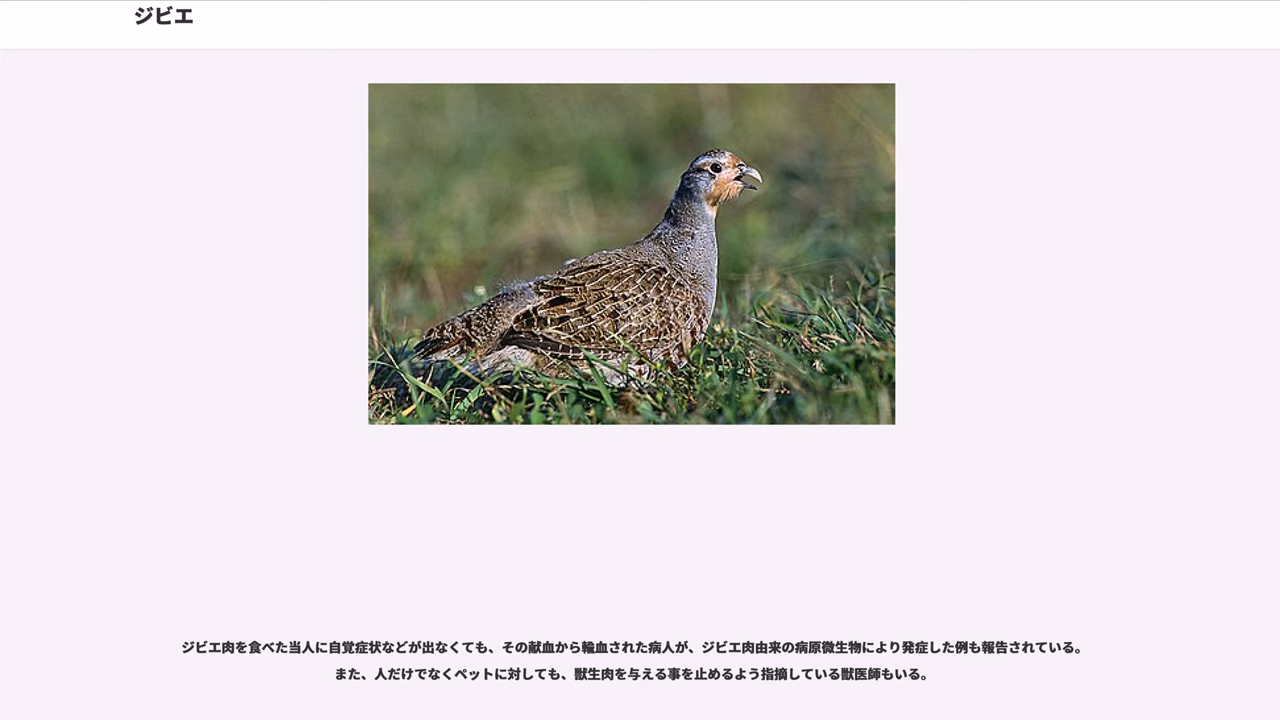 ジビエ
ジビエ肉を食べた当人に自覚症状などが出なくても、その献血から輸血された病人が、ジビエ肉由来の病原微生物により発症した例も報告されている。
また、人だけでなくペットに対しても、獣生肉を与える事を止めるよう指摘している獣医師もいる。